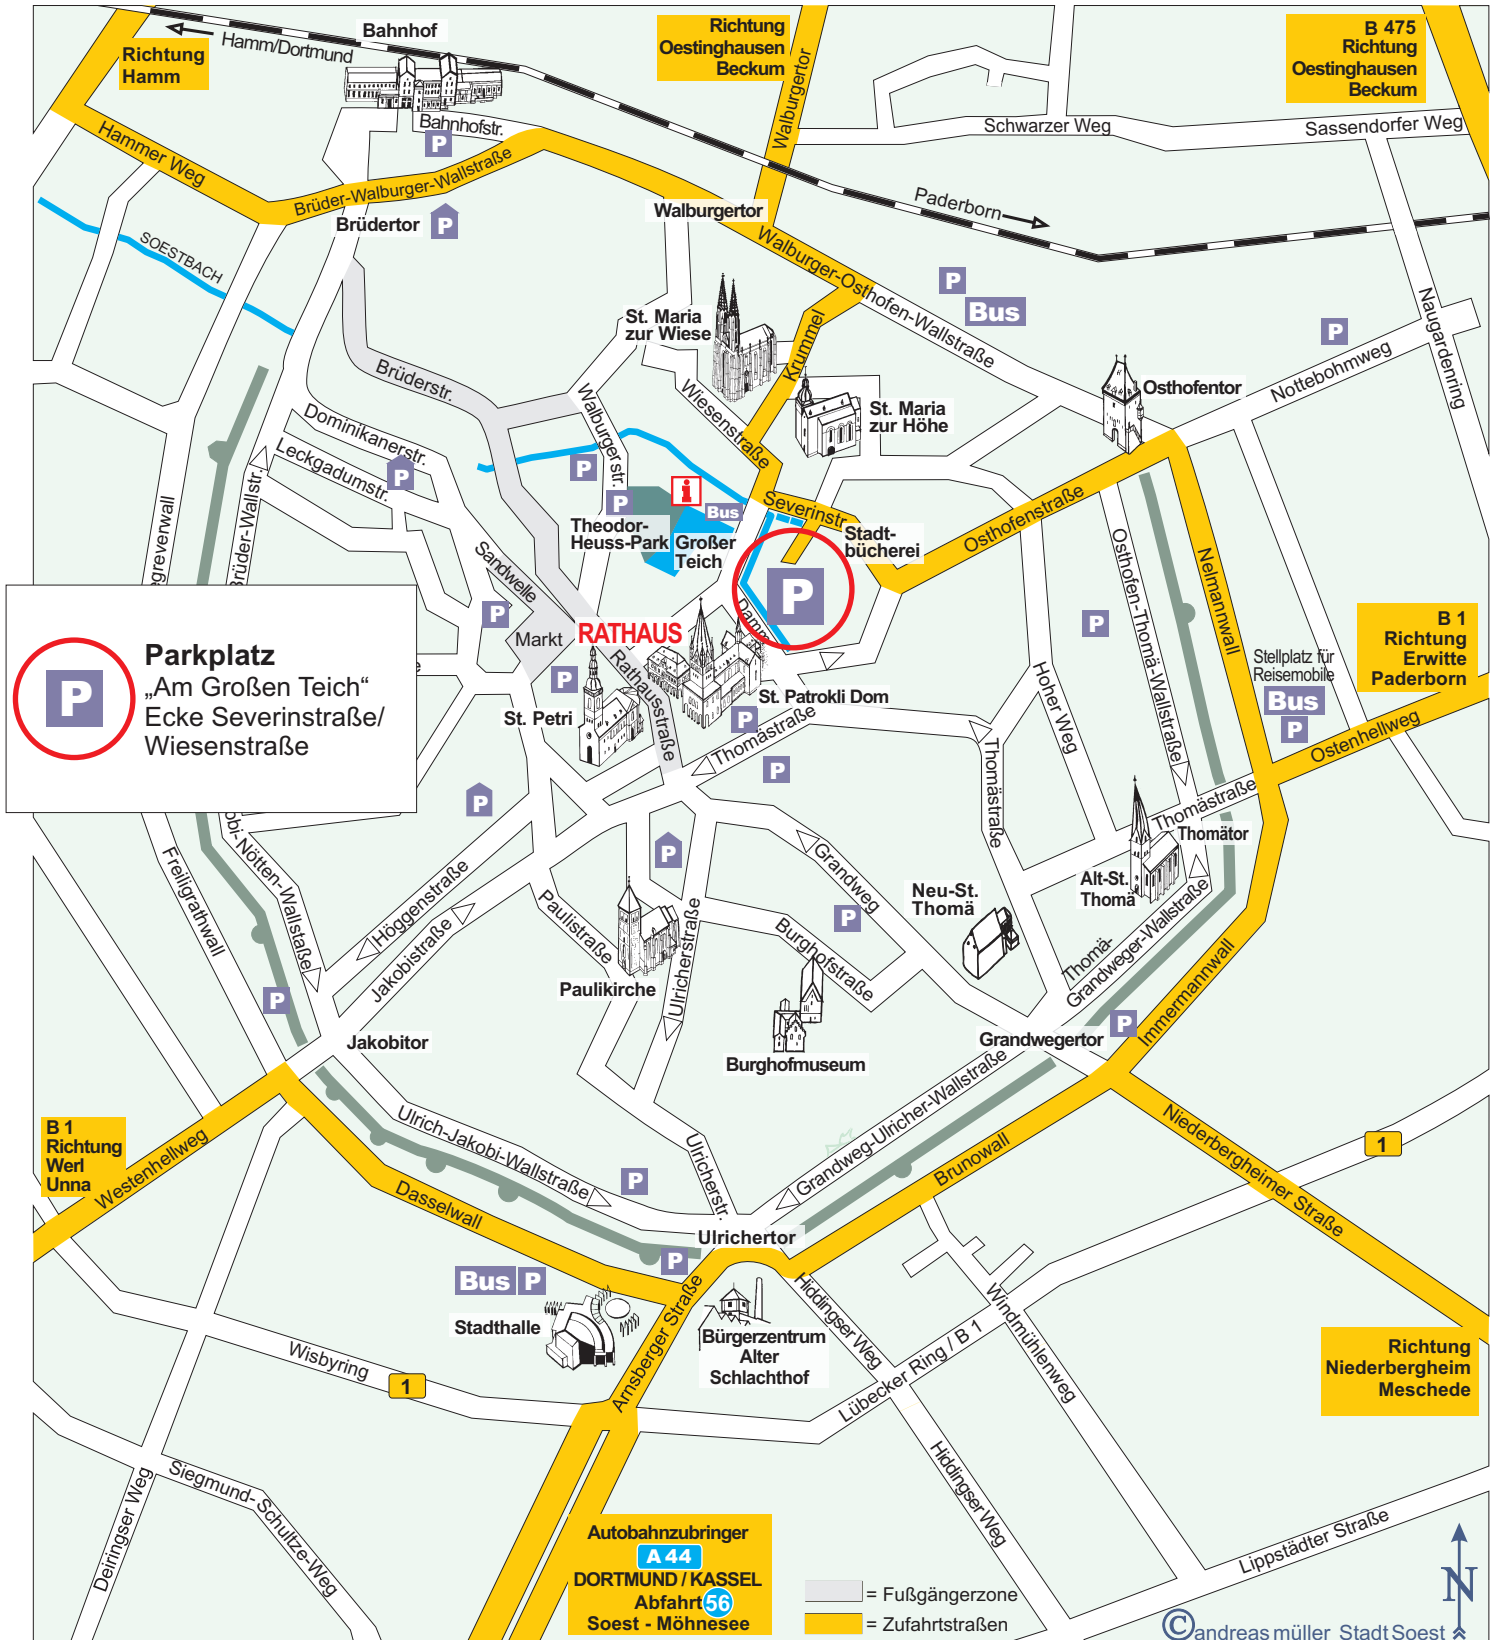 Bahnhof
Hamm/Dortmund
Richtung
Hamm
Richtung
Oestinghausen
Beckum
B 475
Richtung
Oestinghausen
Beckum
Walburgertor
Bahnhofstr.
P
Schwarzer Weg
Sassendorfer Weg
Hammer Weg
Brüder-Walburger-Wallstraße
Paderborn
Brüdertor
P
Walburgertor
SOESTBACH
Walburger-Osthofen-Wallstraße
P
Bus
Naugardenring
St. Maria
zur Wiese
P
Krummel
Brüderstr.
Nottebohmweg
Osthofentor
Wiesenstraße
Walburgerstr.
St. Maria
zur Höhe
Dominikanerstr.
Leckgadumstr.
P
P
P
i
Bus
Severinstr.
Theodor-
Heuss-Park
Großer
Teich
Stadt-
bücherei
Osthofenstraße
Osthofen-Thomä-Wallstraße
Nelmannwall
egreverwall
Brüder-Wallstr.
Sandwelle
P
P
Damm
P
Markt
RATHAUS
B 1
Richtung
Erwitte
Paderborn
P
Parkplatz
„Am Großen Teich“
Ecke Severinstraße/
Wiesenstraße
Stellplatz für
Reisemobile
Bus
P
P
Rathausstraße
St. Petri
St. Patrokli Dom
P
Hoher Weg
Ostenhellweg
Thomästraße
P
Thomästraße
Thomästraße
Thomätor
P
obi-Nötten-Wallstaße
Freiligrathwall
P
Grandweg
Alt-St.
Thomä
Neu-St.
Thomä
Höggenstraße
Jakobistraße
Paulistraße
Ulricherstraße
Burghofstraße
P
Thomä-
Grandweger-Wallstraße
Paulikirche
P
Jakobitor
Burghofmuseum
Grandwegertor
P
Immermannwall
B 1
Richtung
Werl
Unna
Westenhellweg
Ulrich-Jakobi-Wallstraße
Ulricherstr.
Grandweg-Ulricher-Wallstraße
Brunowall
Niederbergheimer Straße
1
P
Dasselwall
Ulrichertor
P
Bus
P
Stadthalle
Arnsberger Straße
Bürgerzentrum
Alter
Schlachthof
Hiddingser Weg
Windmühlenweg
Lübecker Ring / B 1
Wisbyring
1
Richtung
Niederbergheim
Meschede
Hiddingser Weg
Deiringser Weg
Siegmund-Schultze-Weg
Lippstädter Straße
Autobahnzubringer
A 44
DORTMUND / KASSEL
Abfahrt 56
Soest - Möhnesee
= Fußgängerzone
= Zufahrtstraßen
N
© andreas müller Stadt Soest